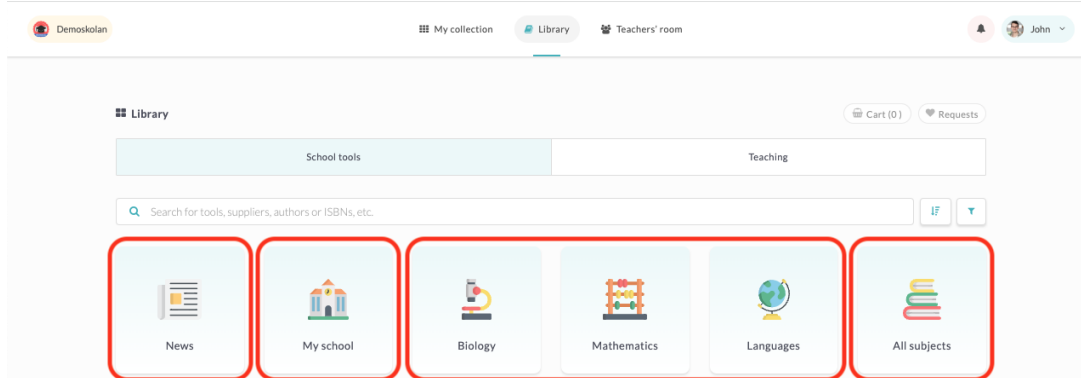 Demoskolan
My collection
Library
Teachers' room
John
Library
Cart (0)
Requests
School tools
Teaching
Search for tools, suppliers, authors or ISBNs, etc.
News
My school
Biology
Mathematics
Languages
All subjects